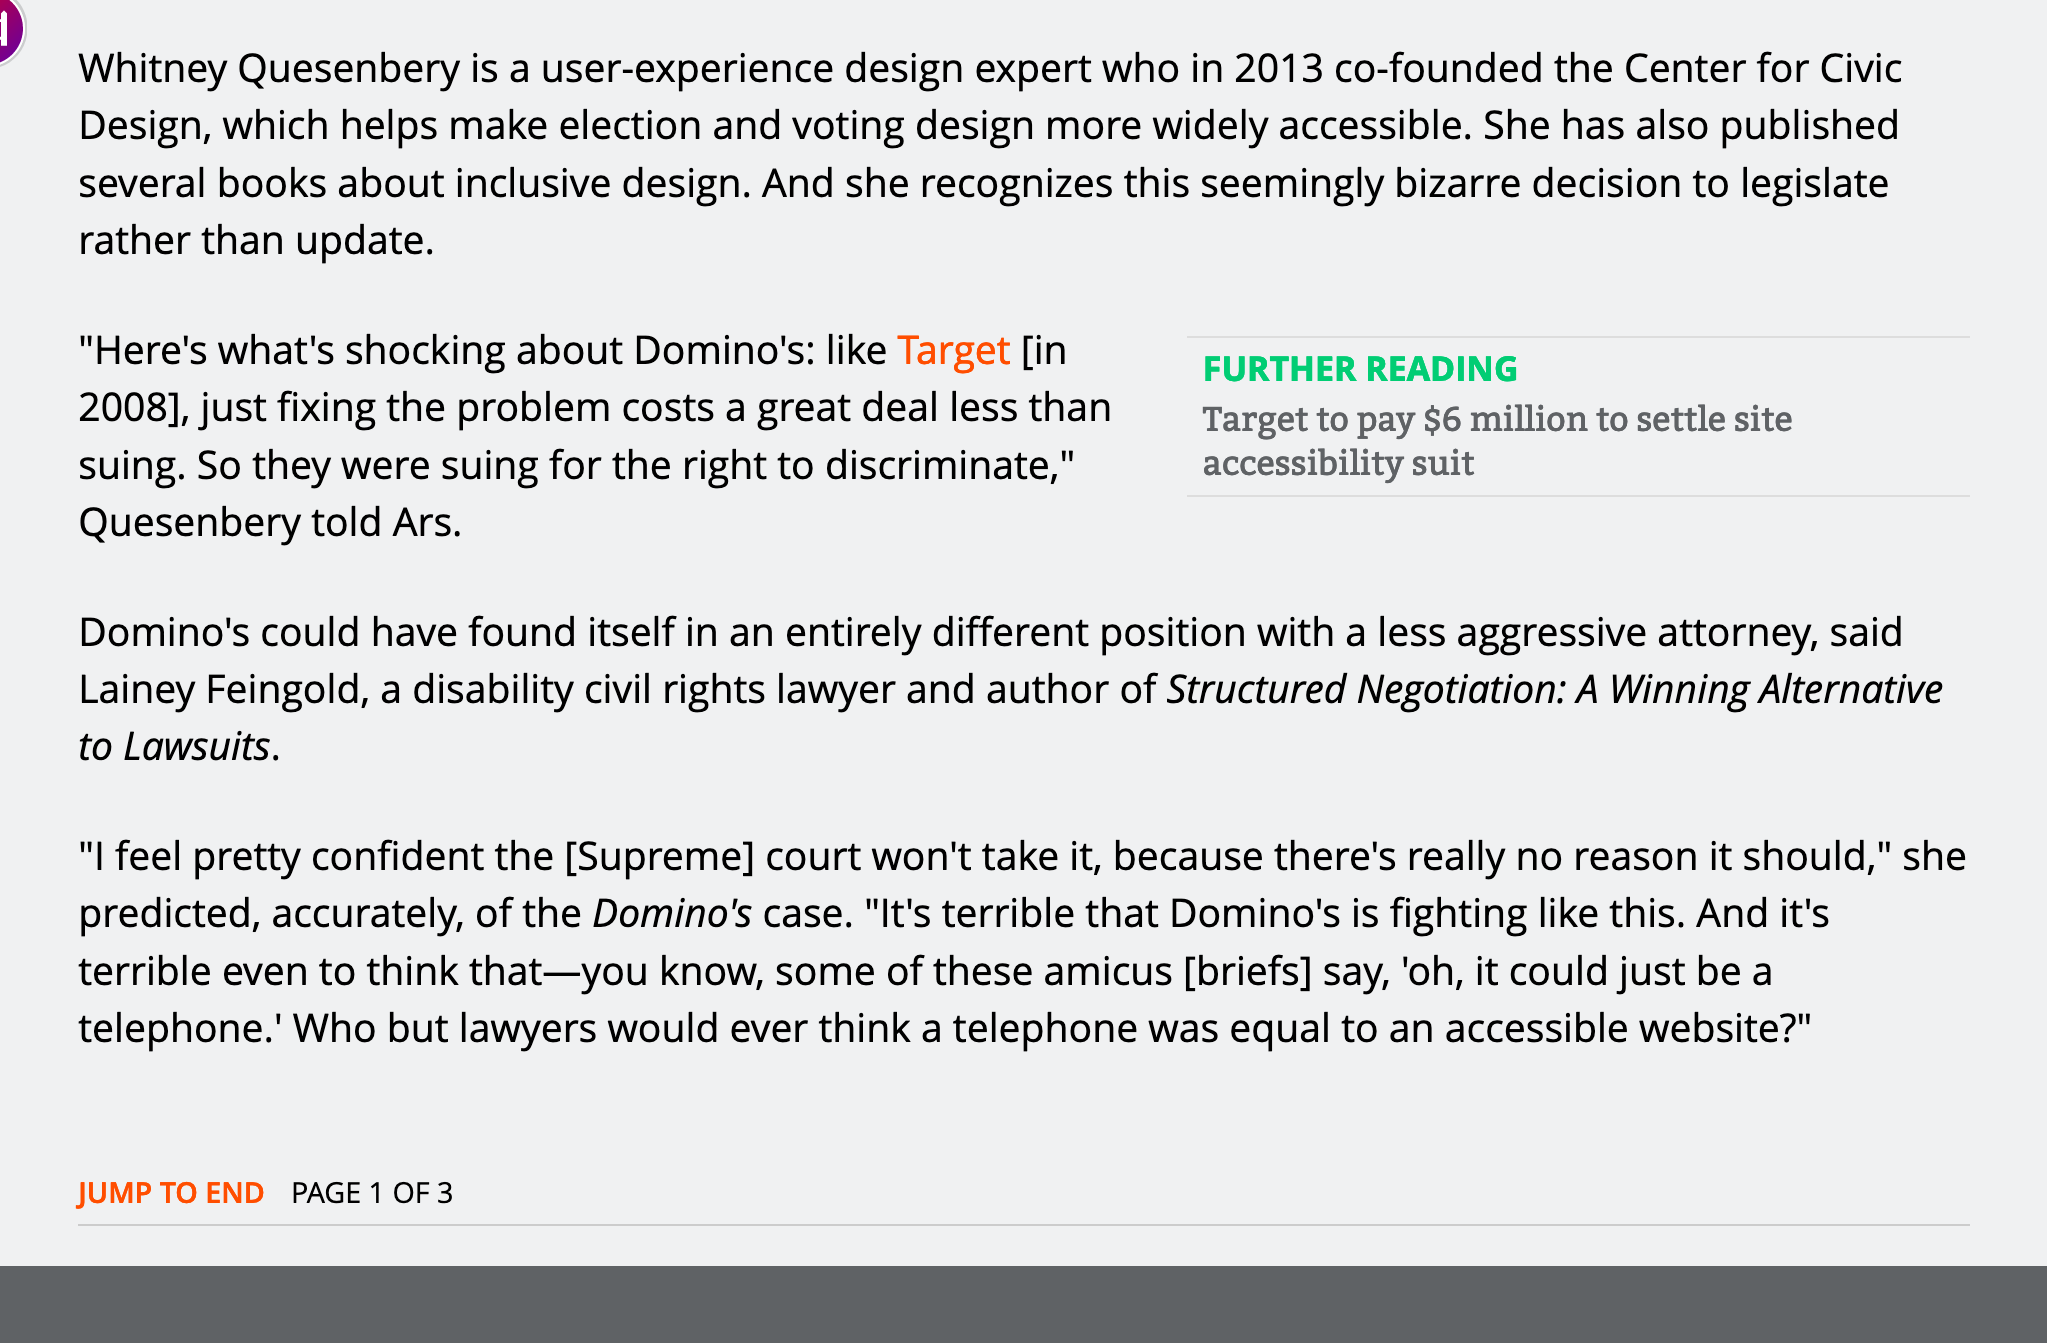 Whitney Quesenbery is a user-experience design expert who in 2013 co-founded the Center for Civic
Design, which helps make election and voting design more widely accessible. She has also published
several books about inclusive design. And she recognizes this seemingly bizarre decision to legislate
rather than update.
"Here's what's shocking about Domino's: like Target [in
2008], just fixing the problem costs a great deal less than
suing. So they were suing for the right to discriminate,"
Quesenbery told Ars.
FURTHER READING
Target to pay $6 million to settle site
accessibility suit
Domino's could have found itself in an entirely different position with a less aggressive attorney, said
Lainey Feingold, a disability civil rights lawyer and author of Structured Negotiation: A Winning Alternative
to Lawsuits.
"I feel pretty confident the [Supreme] court won't take it, because there's really no reason it should," she
predicted, accurately, of the Domino's case. "It's terrible that Domino's is fighting like this. And it's
terrible even to think that—you know, some of these amicus [briefs] say, 'oh, it could just be a
telephone.' Who but lawyers would ever think a telephone was equal to an accessible website?"
JUMP TO END PAGE 1 OF 3